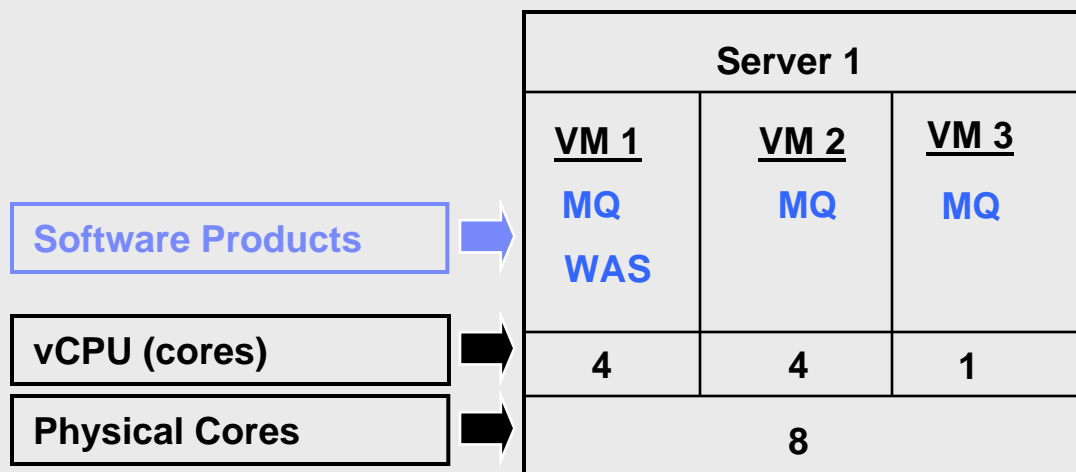 Server 1
VM 1 VM 2 VM 3
MQ MQ MQ
Software Products
WAS
vCPU (cores) 4 4 1
Physical Cores 8